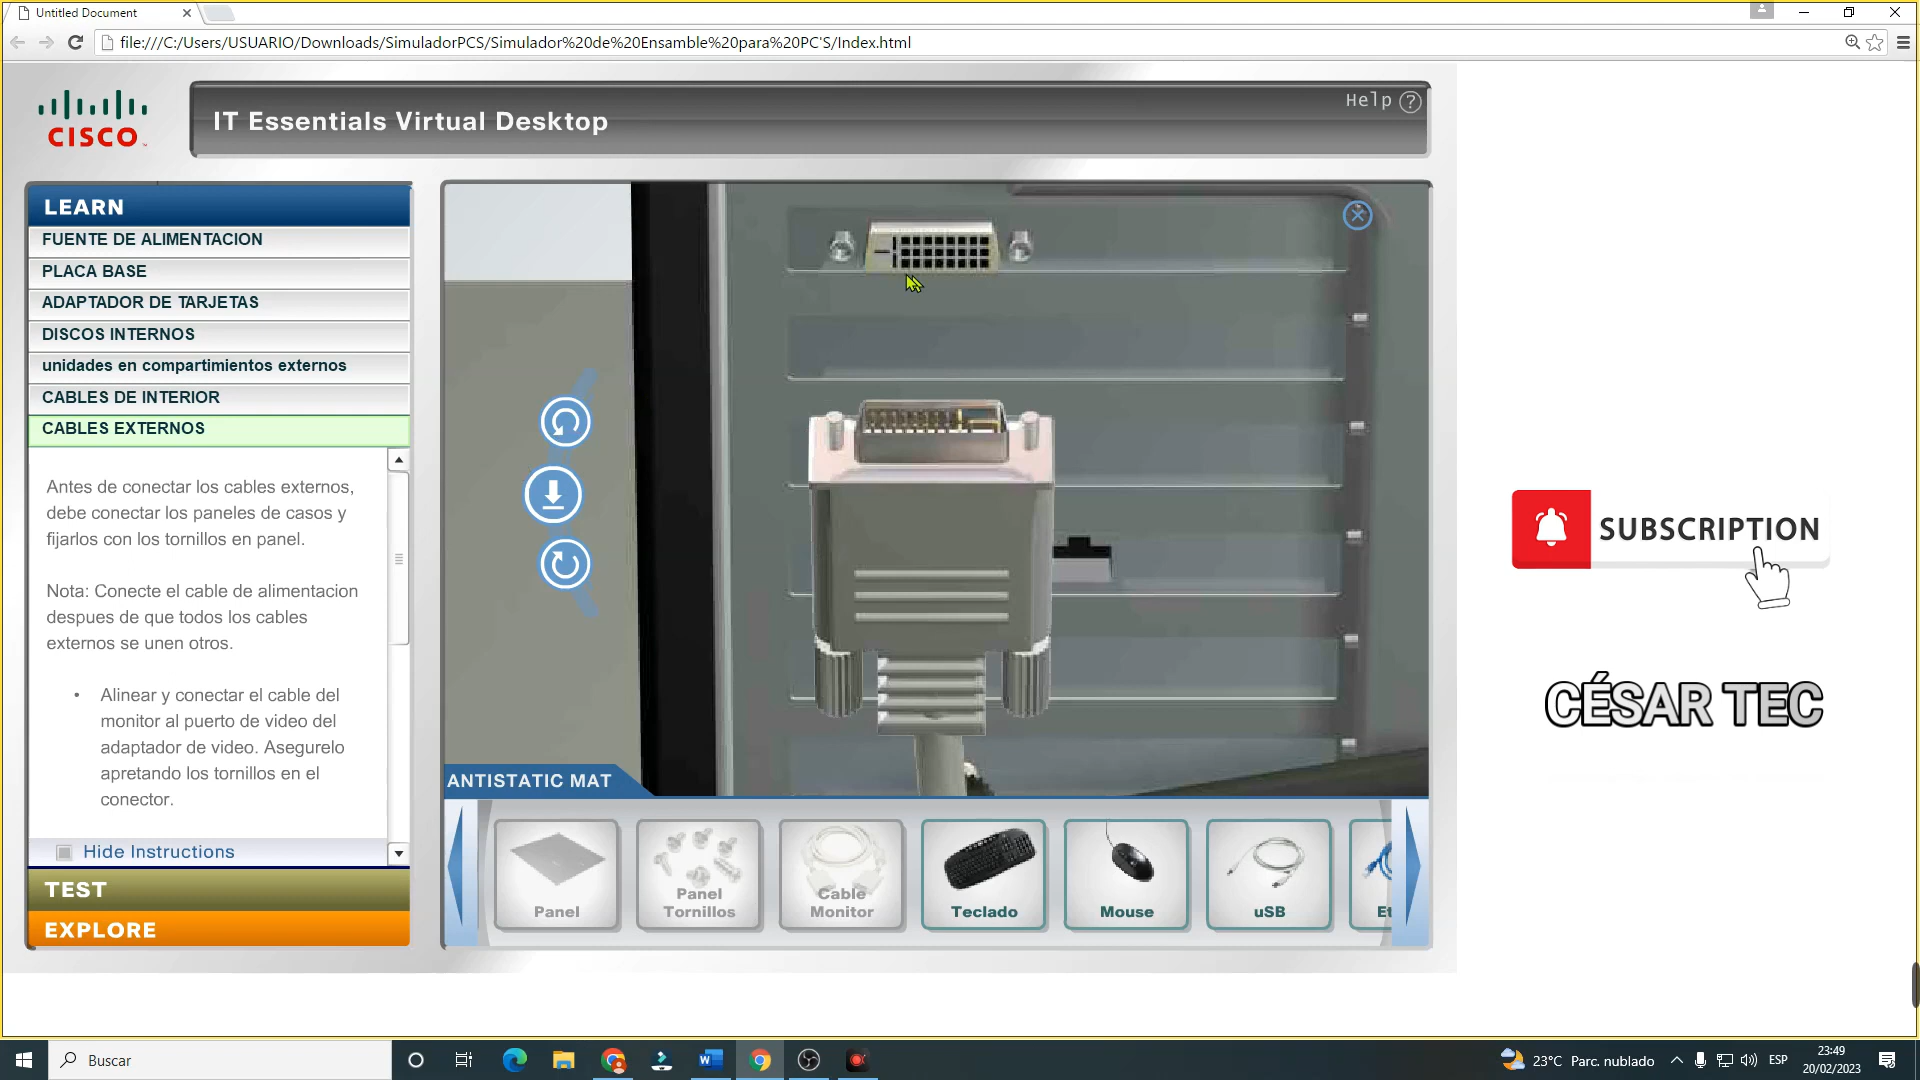 Untitled Document
file:///C:/Users/USUARIO/Downloads/SimuladorPCS/Simulador%20de%20Ensamble%20para%20PC'S/Index.html
CISCO
IT Essentials Virtual Desktop
Help ?
LEARN
FUENTE DE ALIMENTACION
PLACA BASE
ADAPTADOR DE TARJETAS
DISCOS INTERNOS
unidades en compartimientos externos
CABLES DE INTERIOR
CABLES EXTERNOS
Antes de conectar los cables externos,
debe conectar los paneles de casos y
fijarlos con los tornillos en panel.
Nota: Conecte el cable de alimentacion
despues de que todos los cables
externos se unen otros.
• Alinear y conectar el cable del
monitor al puerto de video del
adaptador de video. Asegurelo
apretando los tornillos en el
conector.
Hide Instructions
TEST
EXPLORE
ANTISTATIC MAT
Panel
Panel
Tornillos
Cable
Monitor
Teclado
Mouse
uSB
Et
SUBSCRIPTION
CÉSAR TEC
Buscar
23°C Parc. nublado
ESP
23:49
20/02/2023